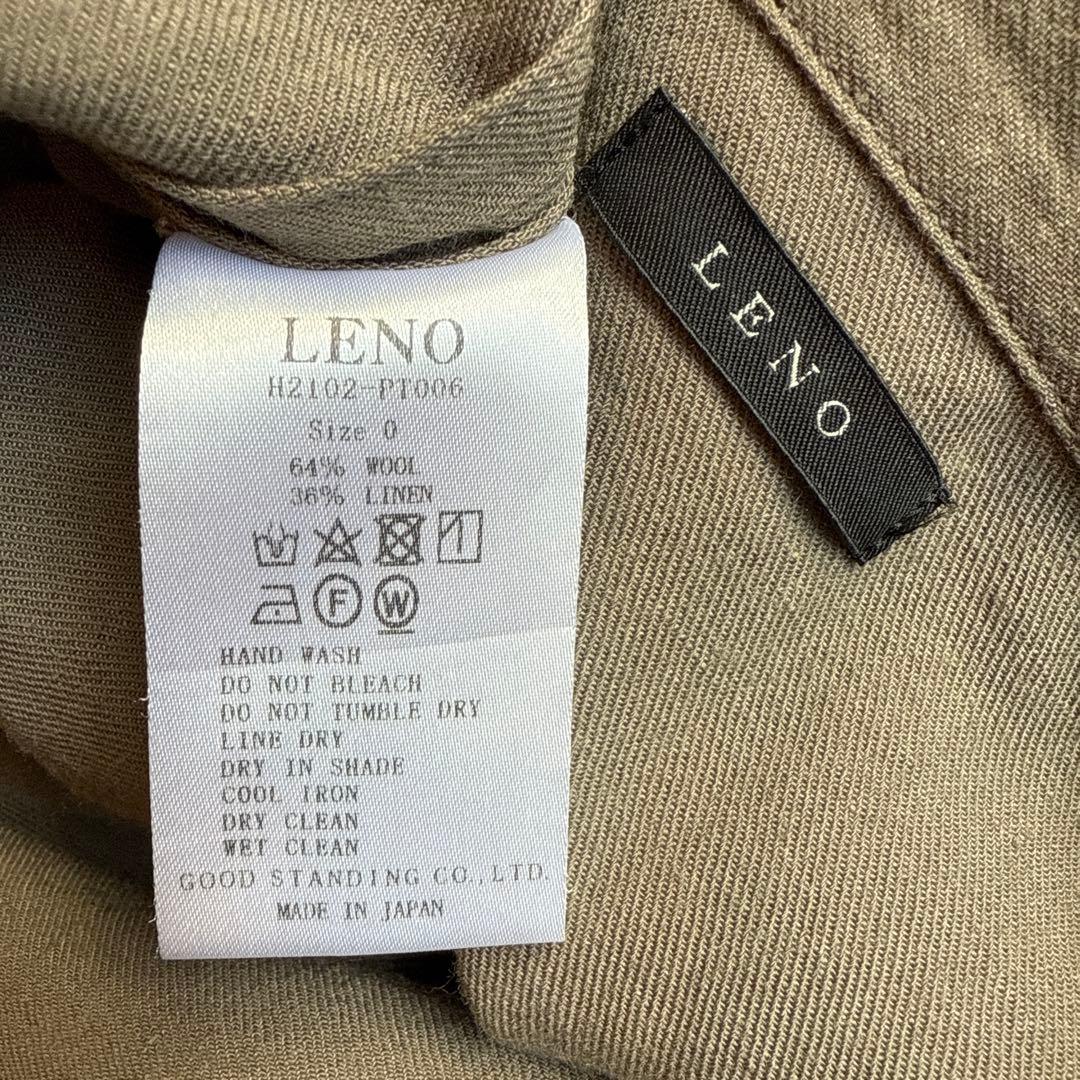 LENO
H2102-PT006
Size 0
64% WOOL
36% LINEN
F W
HAND WASH
DO NOT BLEACH
DO NOT TUMBLE DRY
LINE DRY
DRY IN SHADE
COOL IRON
DRY CLEAN
WET CLEAN
GOOD STANDING CO.,LTD.
MADE IN JAPAN
LENO